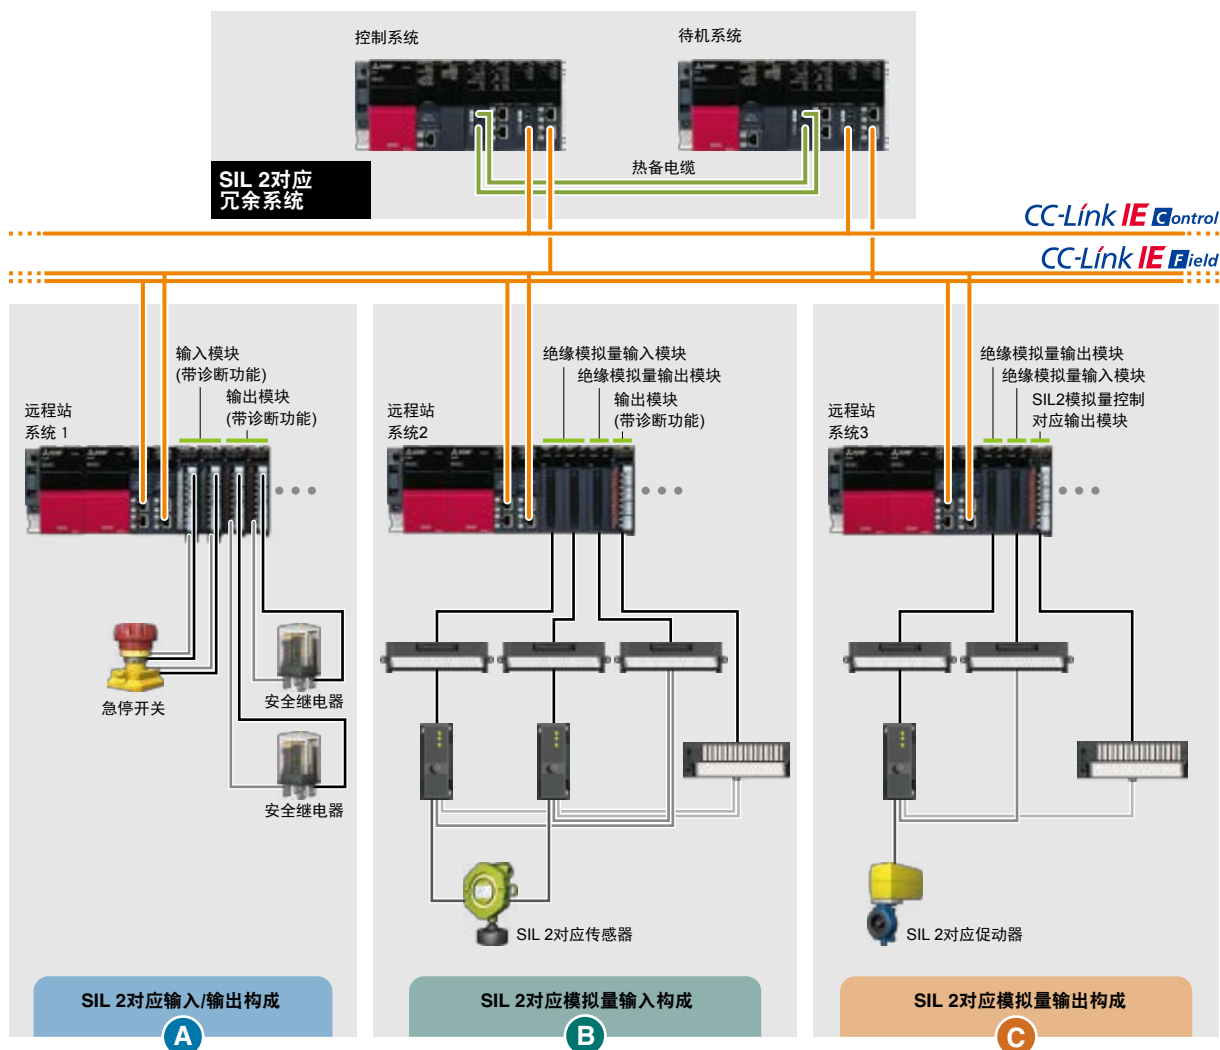 控制系统
待机系统
热备电缆
SIL 2对应
冗余系统
CC-Link IE Control
CC-Link IE Field
输入模块
(带诊断功能)
输出模块
(带诊断功能)
远程站
系统 1
急停开关
安全继电器
安全继电器
SIL 2对应输入/输出构成
A
绝缘模拟量输入模块
绝缘模拟量输出模块
输出模块
(带诊断功能)
远程站
系统2
SIL 2对应传感器
SIL 2对应模拟量输入构成
B
绝缘模拟量输出模块
绝缘模拟量输入模块
SIL2模拟量控制
对应输出模块
远程站
系统3
SIL 2对应促动器
SIL 2对应模拟量输出构成
C